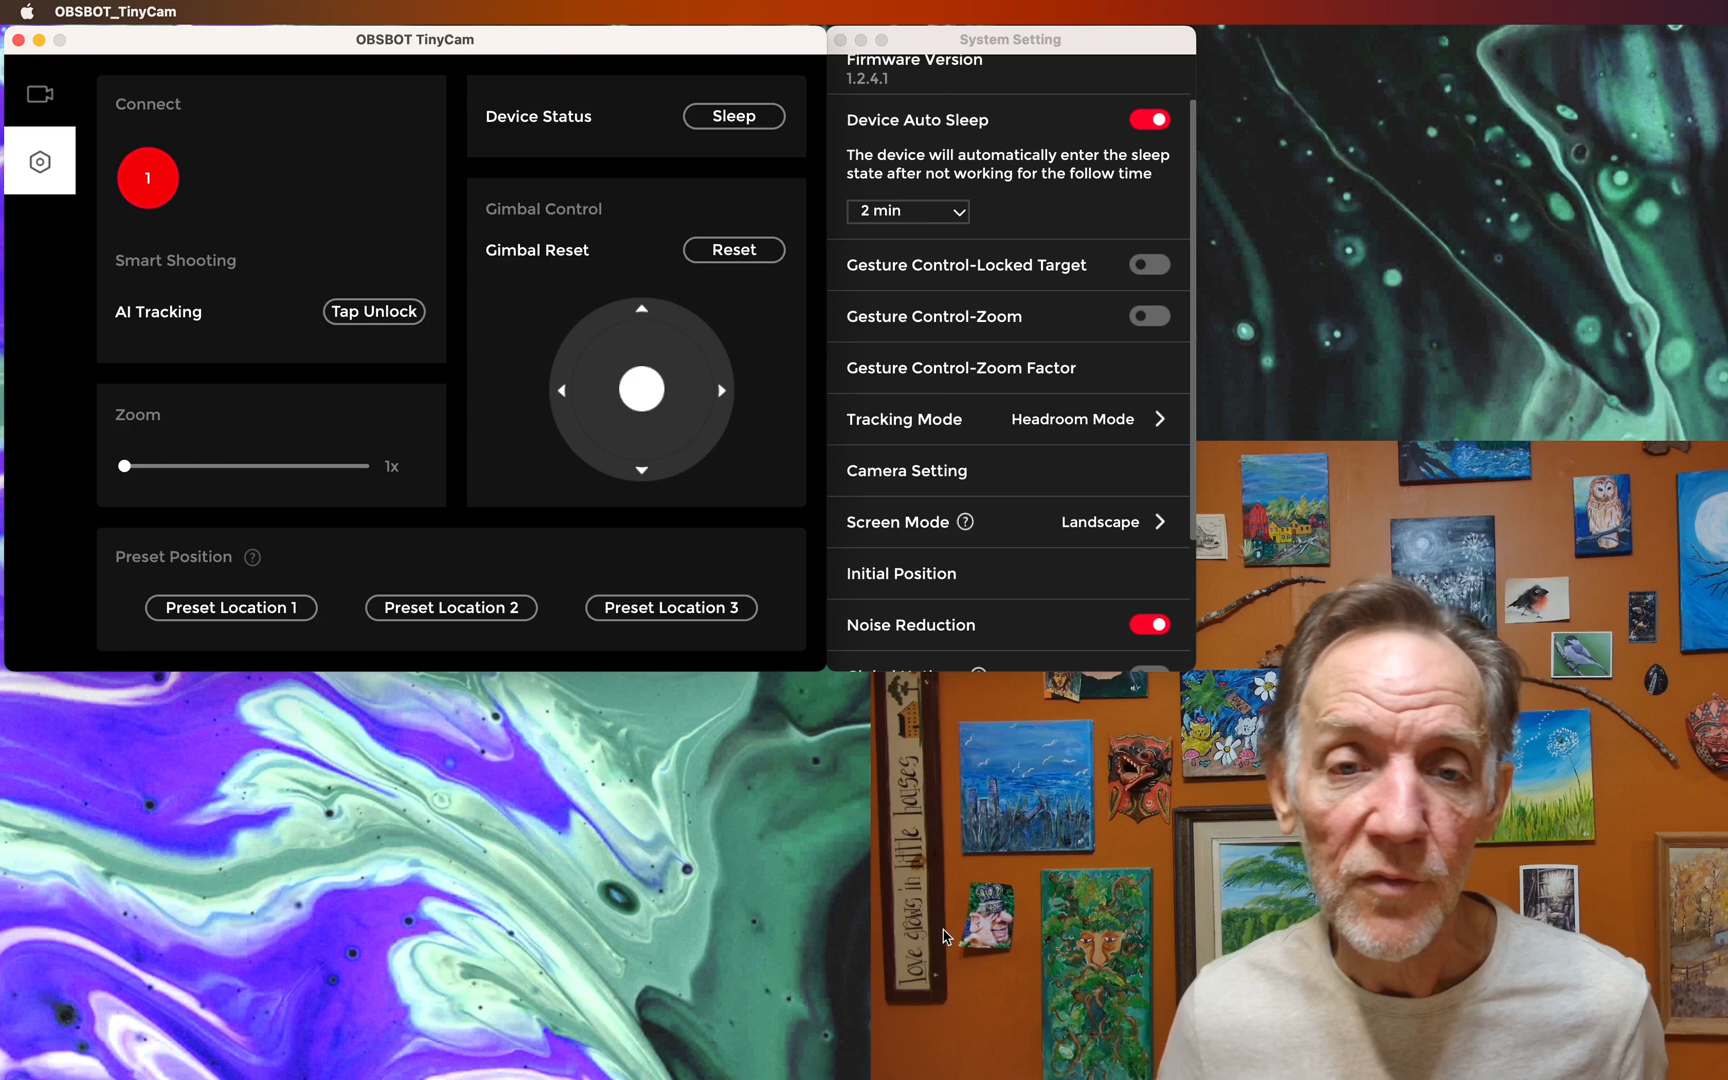 OBSBOT_TinyCam
OBSBOT TinyCam
Connect
1
Smart Shooting
AI Tracking
Tap Unlock
Zoom
1x
Device Status
Sleep
Gimbal Control
Gimbal Reset
Reset
Preset Position ?
Preset Location 1
Preset Location 2
Preset Location 3
System Setting
Firmware Version
1.2.4.1
Device Auto Sleep
The device will automatically enter the sleep
state after not working for the follow time
2 min
Gesture Control-Locked Target
Gesture Control-Zoom
Gesture Control-Zoom Factor
Tracking Mode
Headroom Mode
Camera Setting
Screen Mode ?
Landscape
Initial Position
Noise Reduction
Love grows in little houses